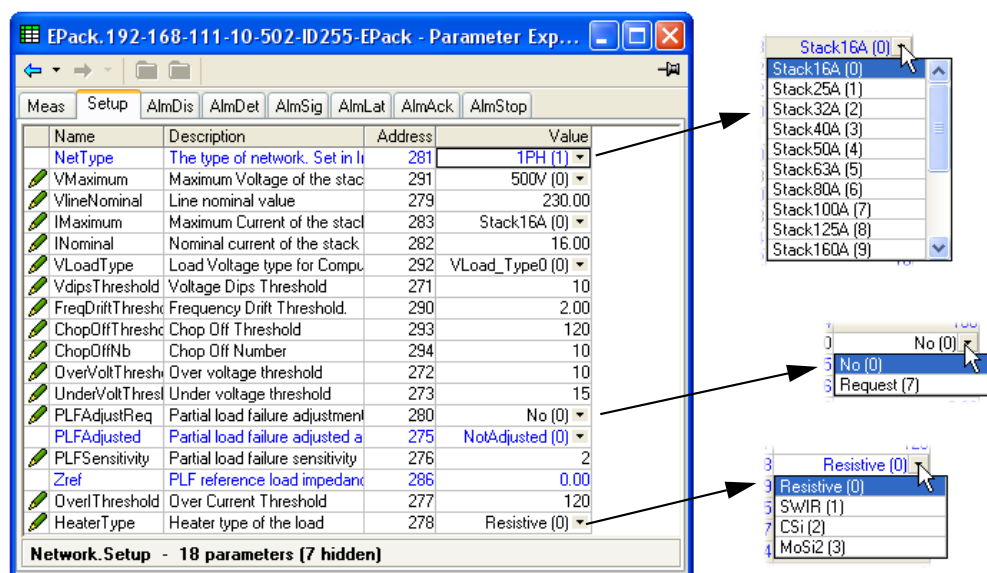 EPack.192-168-111-10-502-ID255-EPack - Parameter Exp...
Meas Setup AlmDis AlmDet AlmSig AlmLat AlmAck AlmStop
Name Description Address Value
NetType The type of network. Set in 281 1PH (1)
VMaximum Maximum Voltage of the stac 291 500V (0)
VlineNominal Line nominal value 279 230.00
IMaximum Maximum Current of the stac 283 Stack16A (0)
INominal Nominal current of the stack 282 16.00
VLoadType Load Voltage type for Compu 292 VLoad_Type0 (0)
VdipsThreshold Voltage Dips Threshold 271 10
FreqDriftThresh Frequency Drift Threshold. 290 2.00
ChopOffThresh Chop Off Threshold 293 120
ChopOffNb Chop Off Number 294 10
OverVoltThresh Over voltage threshold 272 10
UnderVoltThres Under voltage threshold 273 15
PLFAdjustReq Partial load failure adjustment 280 No (0)
PLFAdjusted Partial load failure adjusted a 275 NotAdjusted (0)
PLFSensitivity Partial load failure sensitivity 276 2
Zref PLF reference load impedanc 286 0.00
OverIThreshold Over Current Threshold 277 120
HeaterType Heater type of the load 278 Resistive (0)
Network.Setup - 18 parameters (7 hidden)
Stack16A (0)
Stack16A (0)
Stack25A (1)
Stack32A (2)
Stack40A (3)
Stack50A (4)
Stack63A (5)
Stack80A (6)
Stack100A (7)
Stack125A (8)
Stack160A (9)
No (0)
No (0)
Request (7)
Resistive (0)
Resistive (0)
SWIR (1)
CSi (2)
MoSi2 (3)